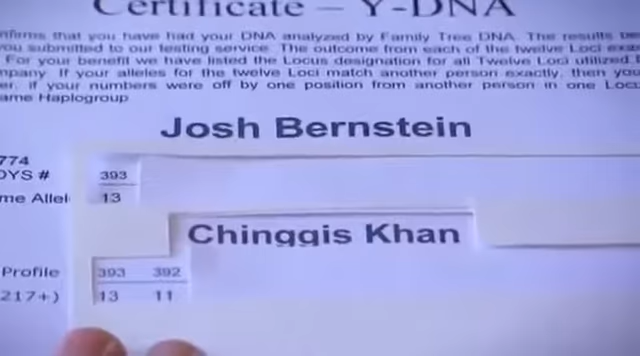 Certificate – Y-DNA
nfirms that you have had your DNA analyzed by Family Tree DNA. The results be
you submitted to our testing service. The outcome from each of the twelve Loci exa
For your benefit we have listed the Locus designation for all Twelve Loci utilized
mpany. If your alleles for the twelve Loci match another person exactly, then you
er, if your numbers were off by one position from another person in one Locu
ame Haplogroup
Josh Bernstein
774
DYS # 393
me Allel 13
Chinggis Khan
Profile 393 392
217+) 13 11